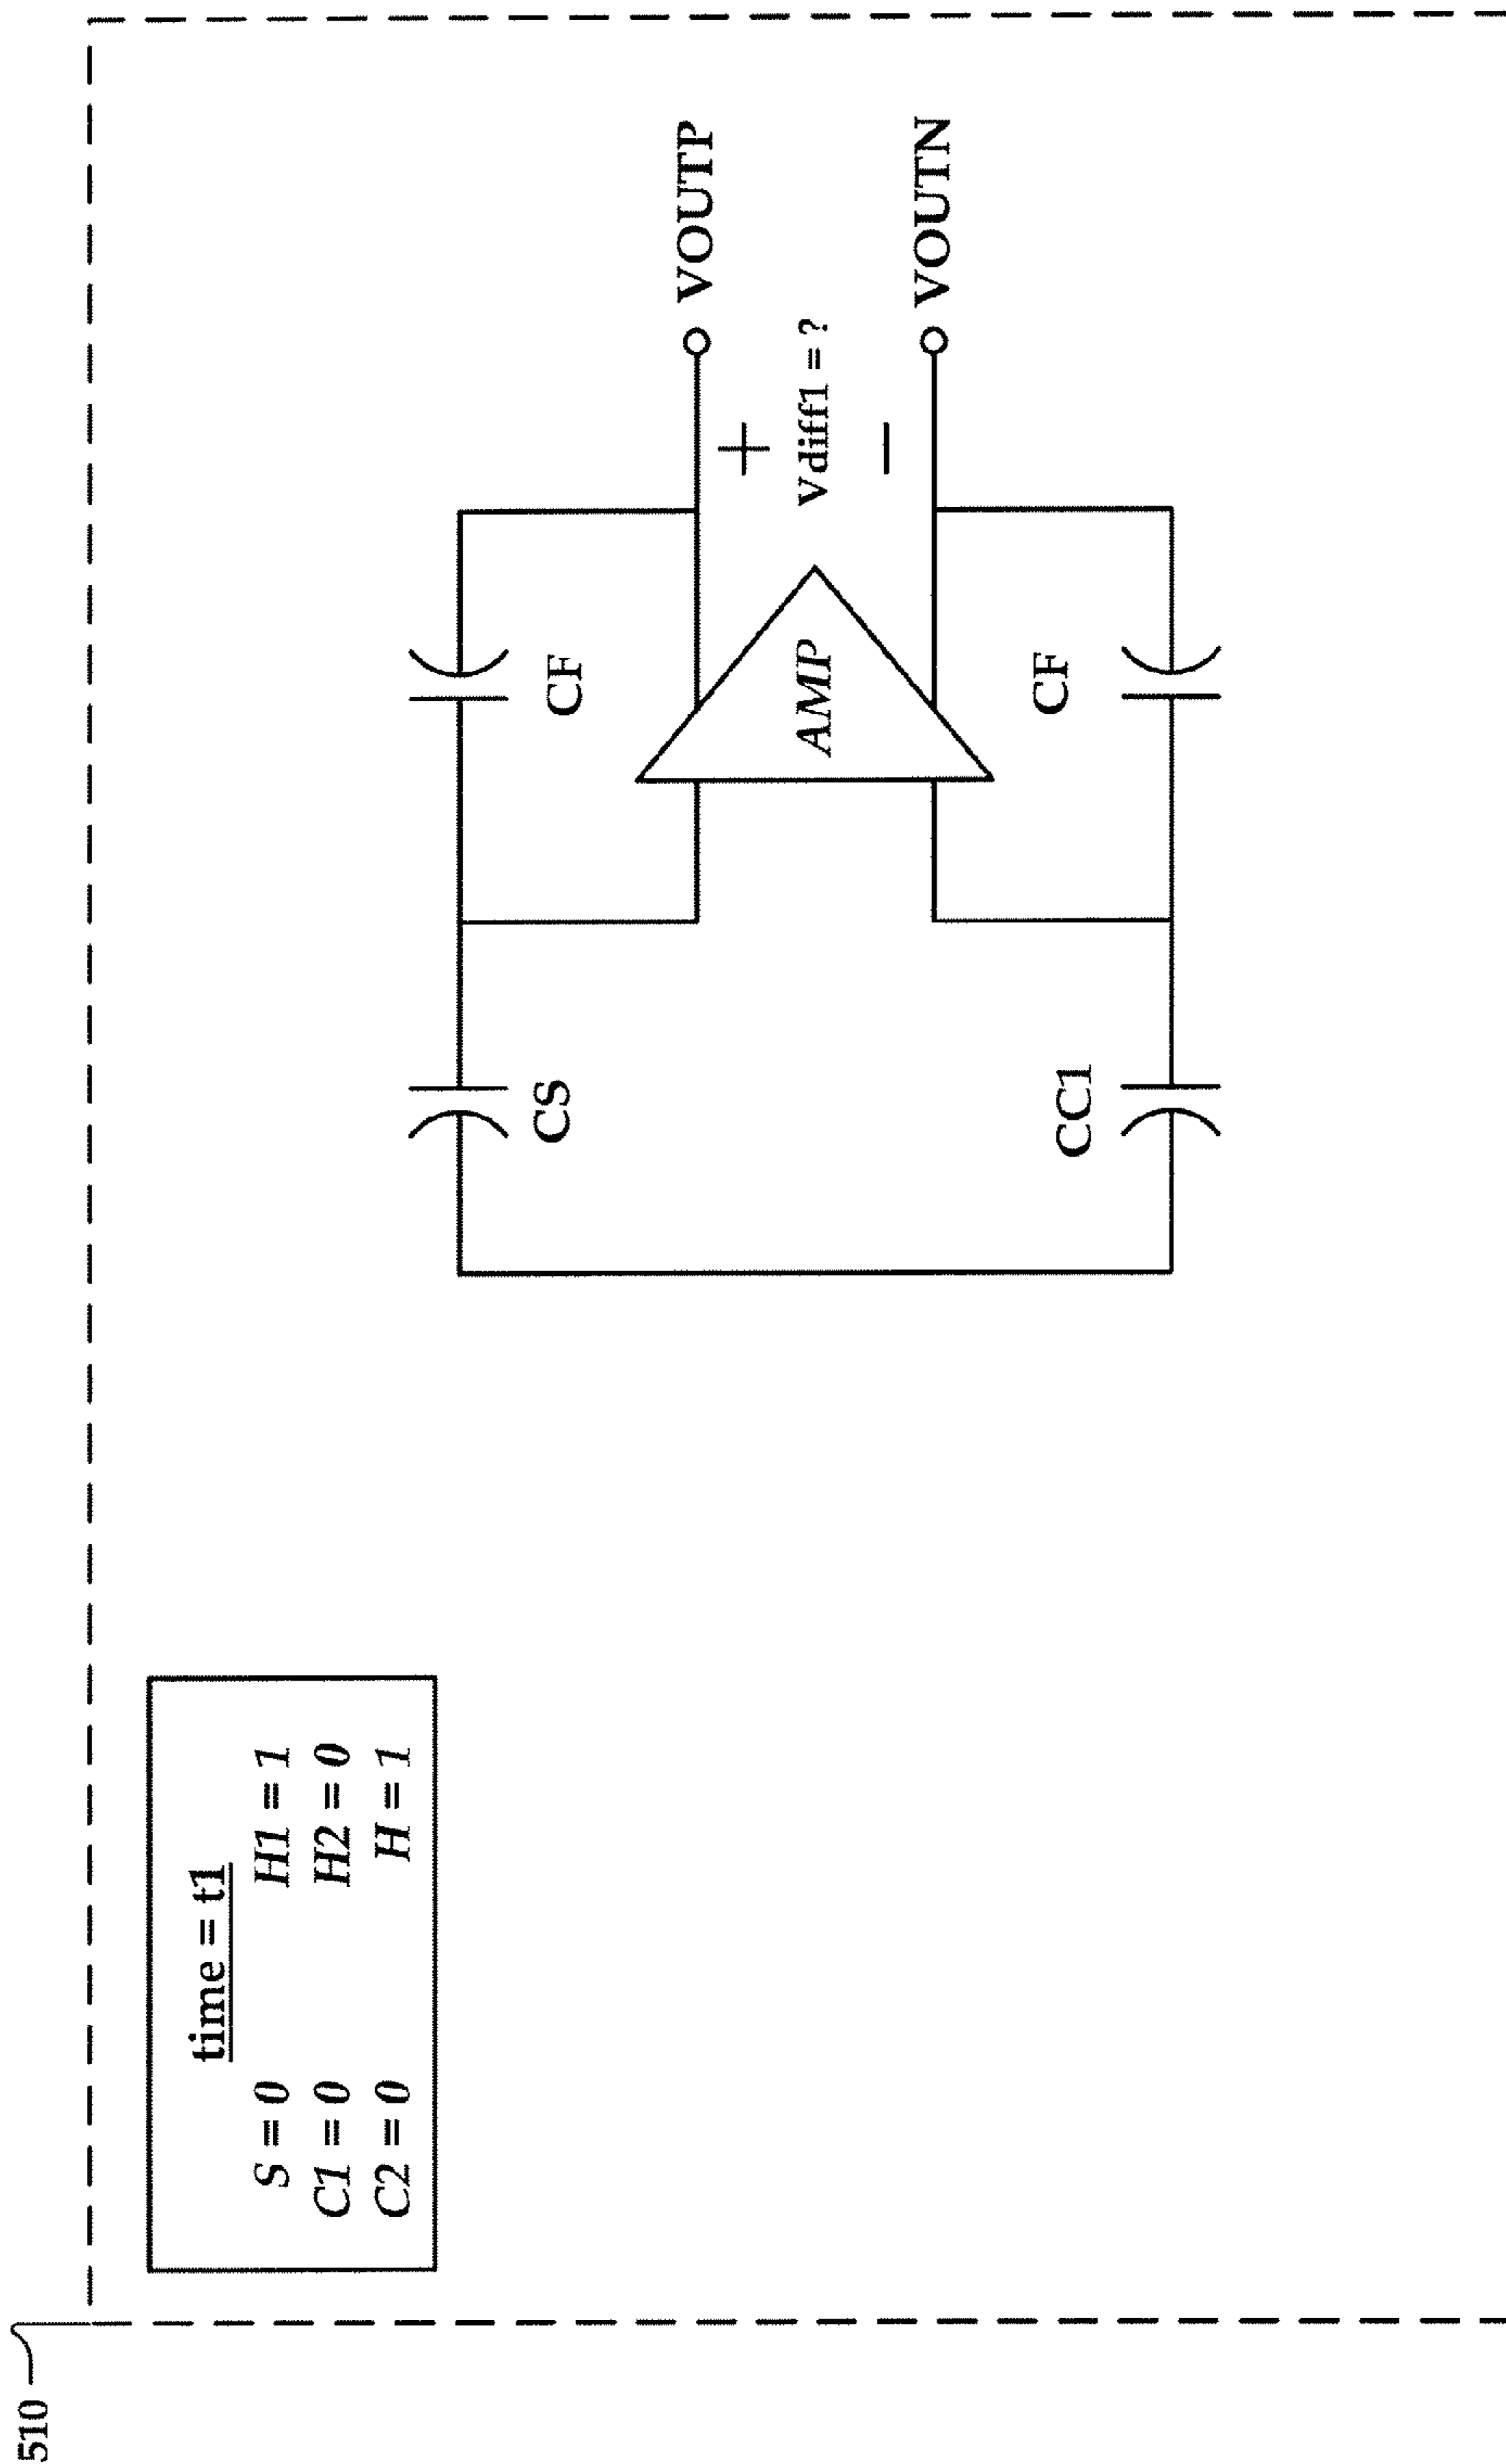 510
time = t1
S = 0 H1 = 1
C1 = 0 H2 = 0
C2 = 0 H = 1
CS
CF
VOUTP
AMP
Vdiff1 = ?
+
−
VOUTN
CC1
CF